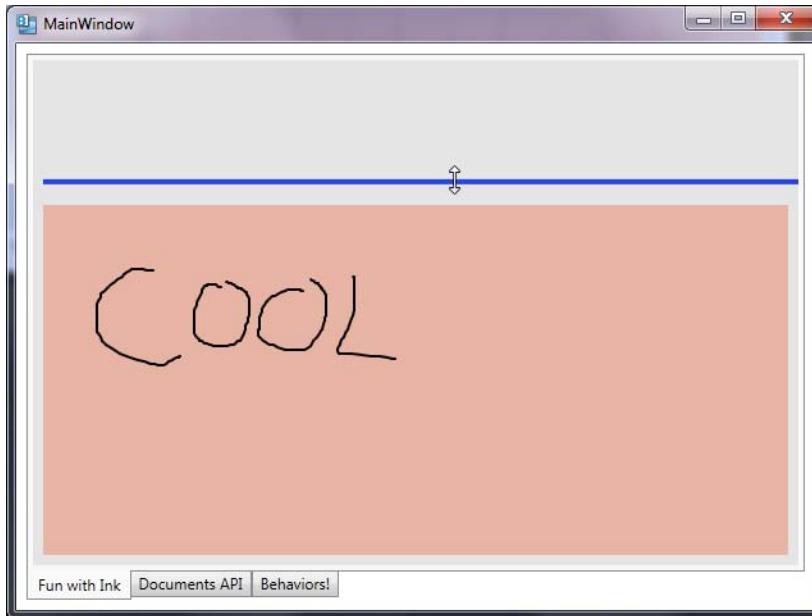 MainWindow
COOL
Fun with Ink
Documents API
Behaviors!